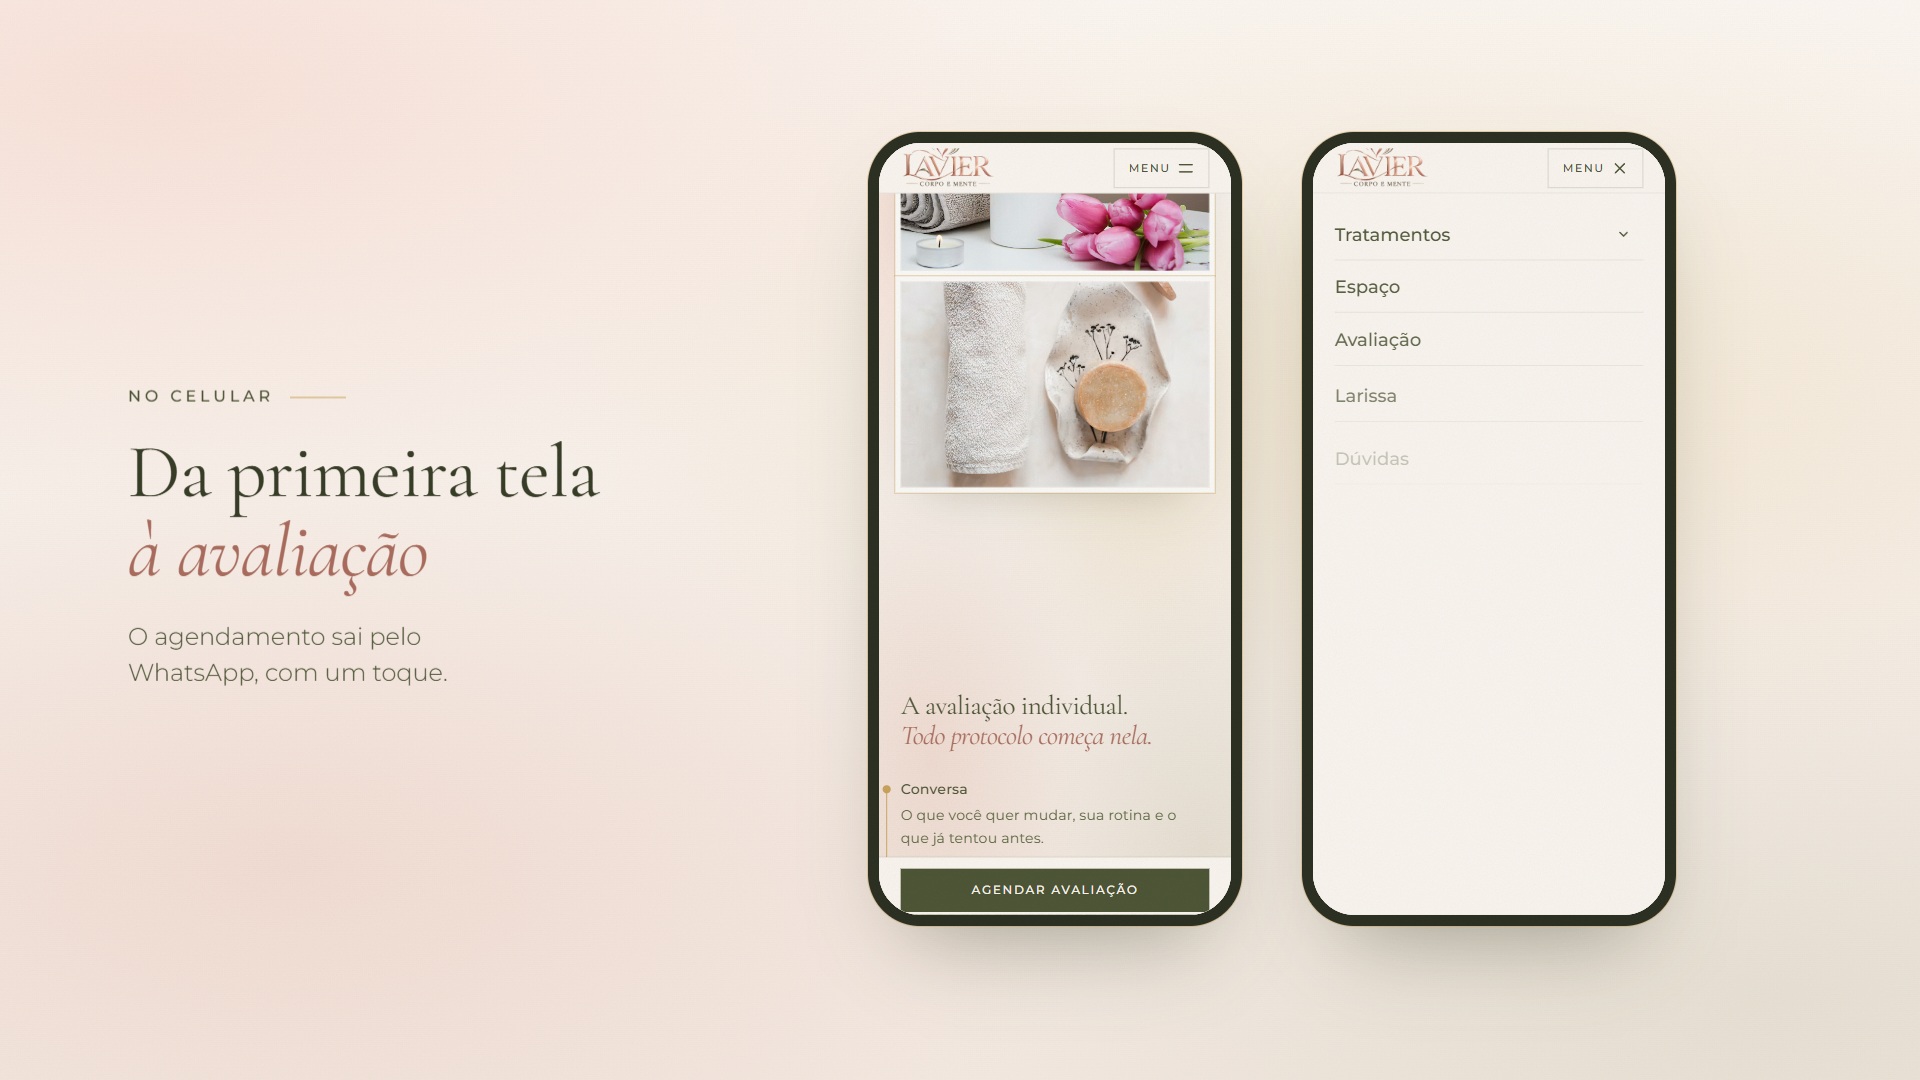 NO CELULAR
Da primeira tela
à avaliação
O agendamento sai pelo
WhatsApp, com um toque.
LAVIER
CORPO E MENTE
MENU
A avaliação individual.
Todo protocolo começa nela.
Conversa
O que você quer mudar, sua rotina e o
que já tentou antes.
AGENDAR AVALIAÇÃO
LAVIER
CORPO E MENTE
MENU
Tratamentos
Espaço
Avaliação
Larissa
Dúvidas